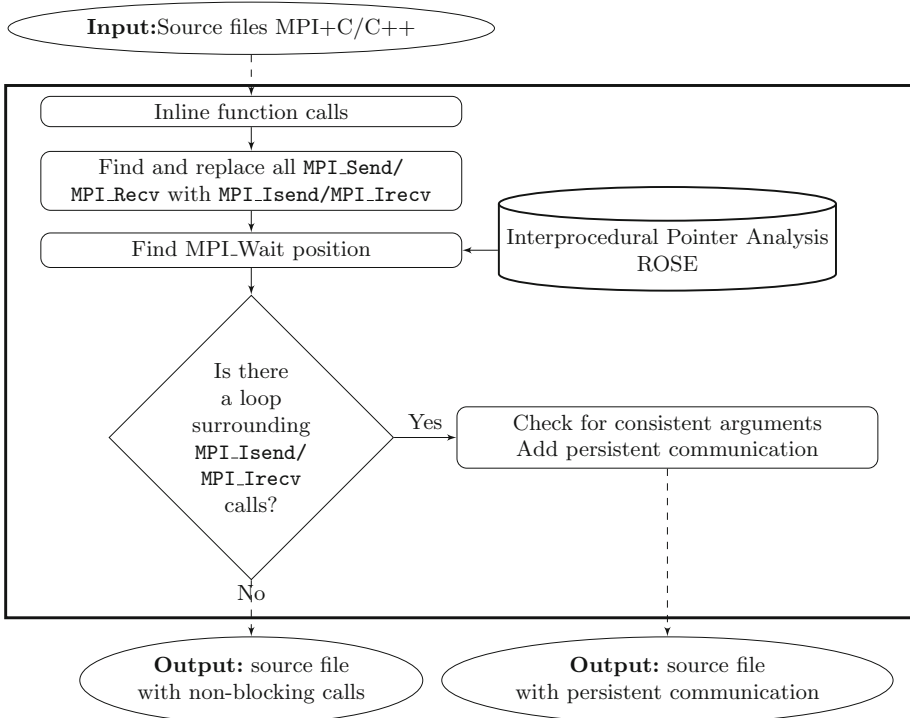 Input:Source files MPI+C/C++
Inline function calls
Find and replace all MPI_Send/
MPI_Recv with MPI_Isend/MPI_Irecv
Find MPI_Wait position
Interprocedural Pointer Analysis
ROSE
Is there
a loop
surrounding
MPI_Isend/
MPI_Irecv
calls?
Yes
Check for consistent arguments
Add persistent communication
No
Output: source file
with non-blocking calls
Output: source file
with persistent communication